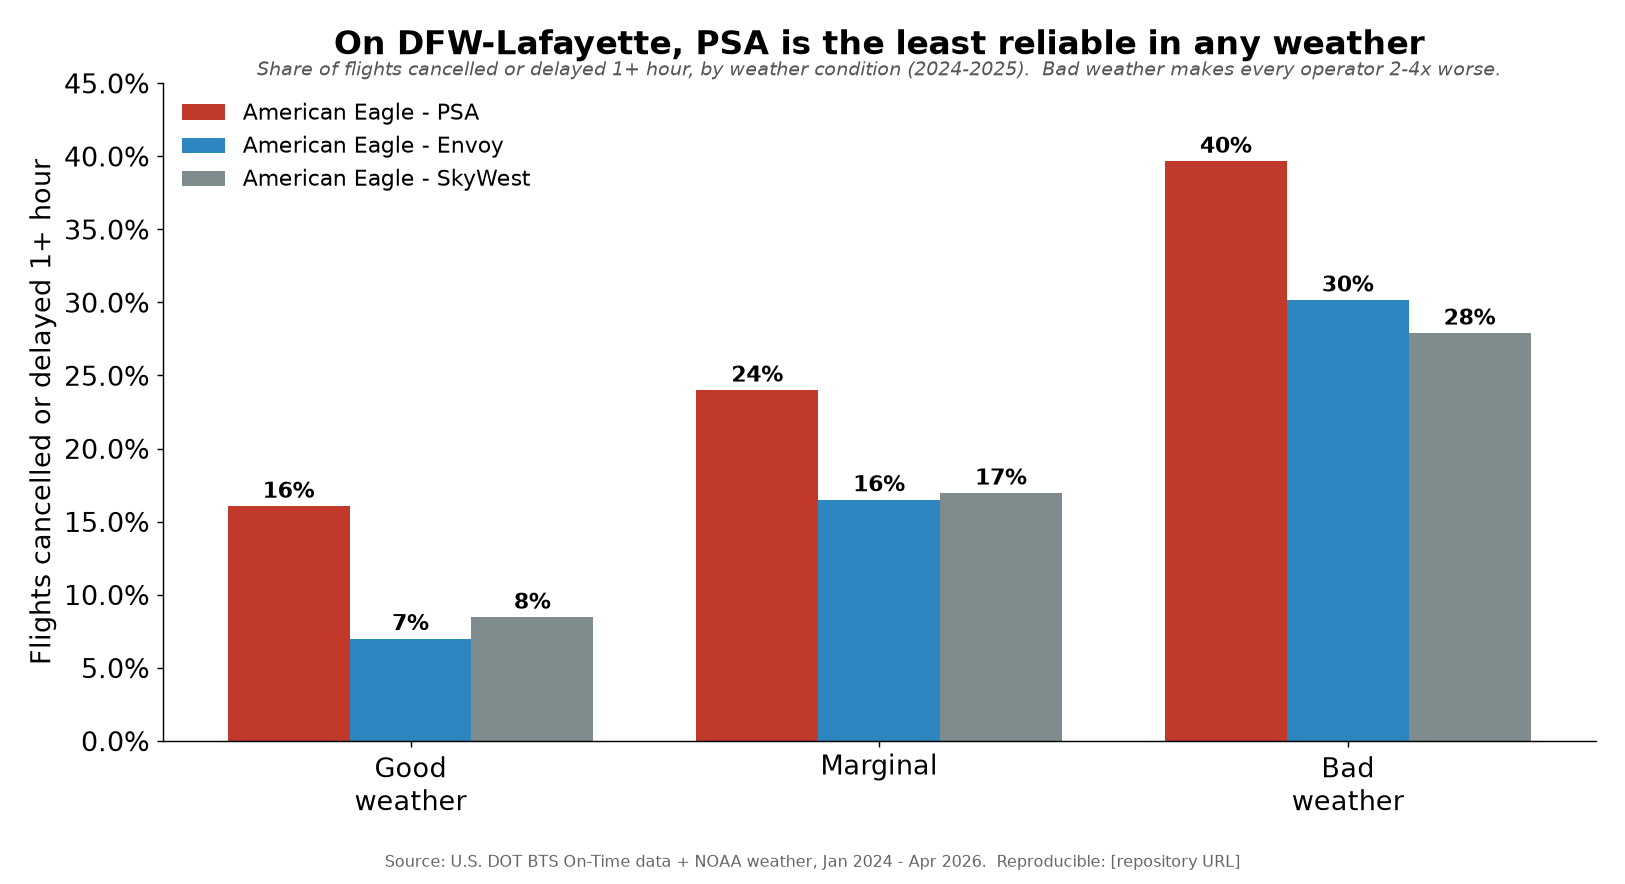 On DFW-Lafayette, PSA is the least reliable in any weather
Share of flights cancelled or delayed 1+ hour, by weather condition (2024-2025).  Bad weather makes every operator 2-4x worse.
American Eagle - PSA
American Eagle - Envoy
American Eagle - SkyWest
Flights cancelled or delayed 1+ hour
45.0%
40.0%
35.0%
30.0%
25.0%
20.0%
15.0%
10.0%
5.0%
0.0%
16%
7%
8%
24%
16%
17%
40%
30%
28%
Good
weather
Marginal
Bad
weather
Source: U.S. DOT BTS On-Time data + NOAA weather, Jan 2024 - Apr 2026.  Reproducible: [repository URL]